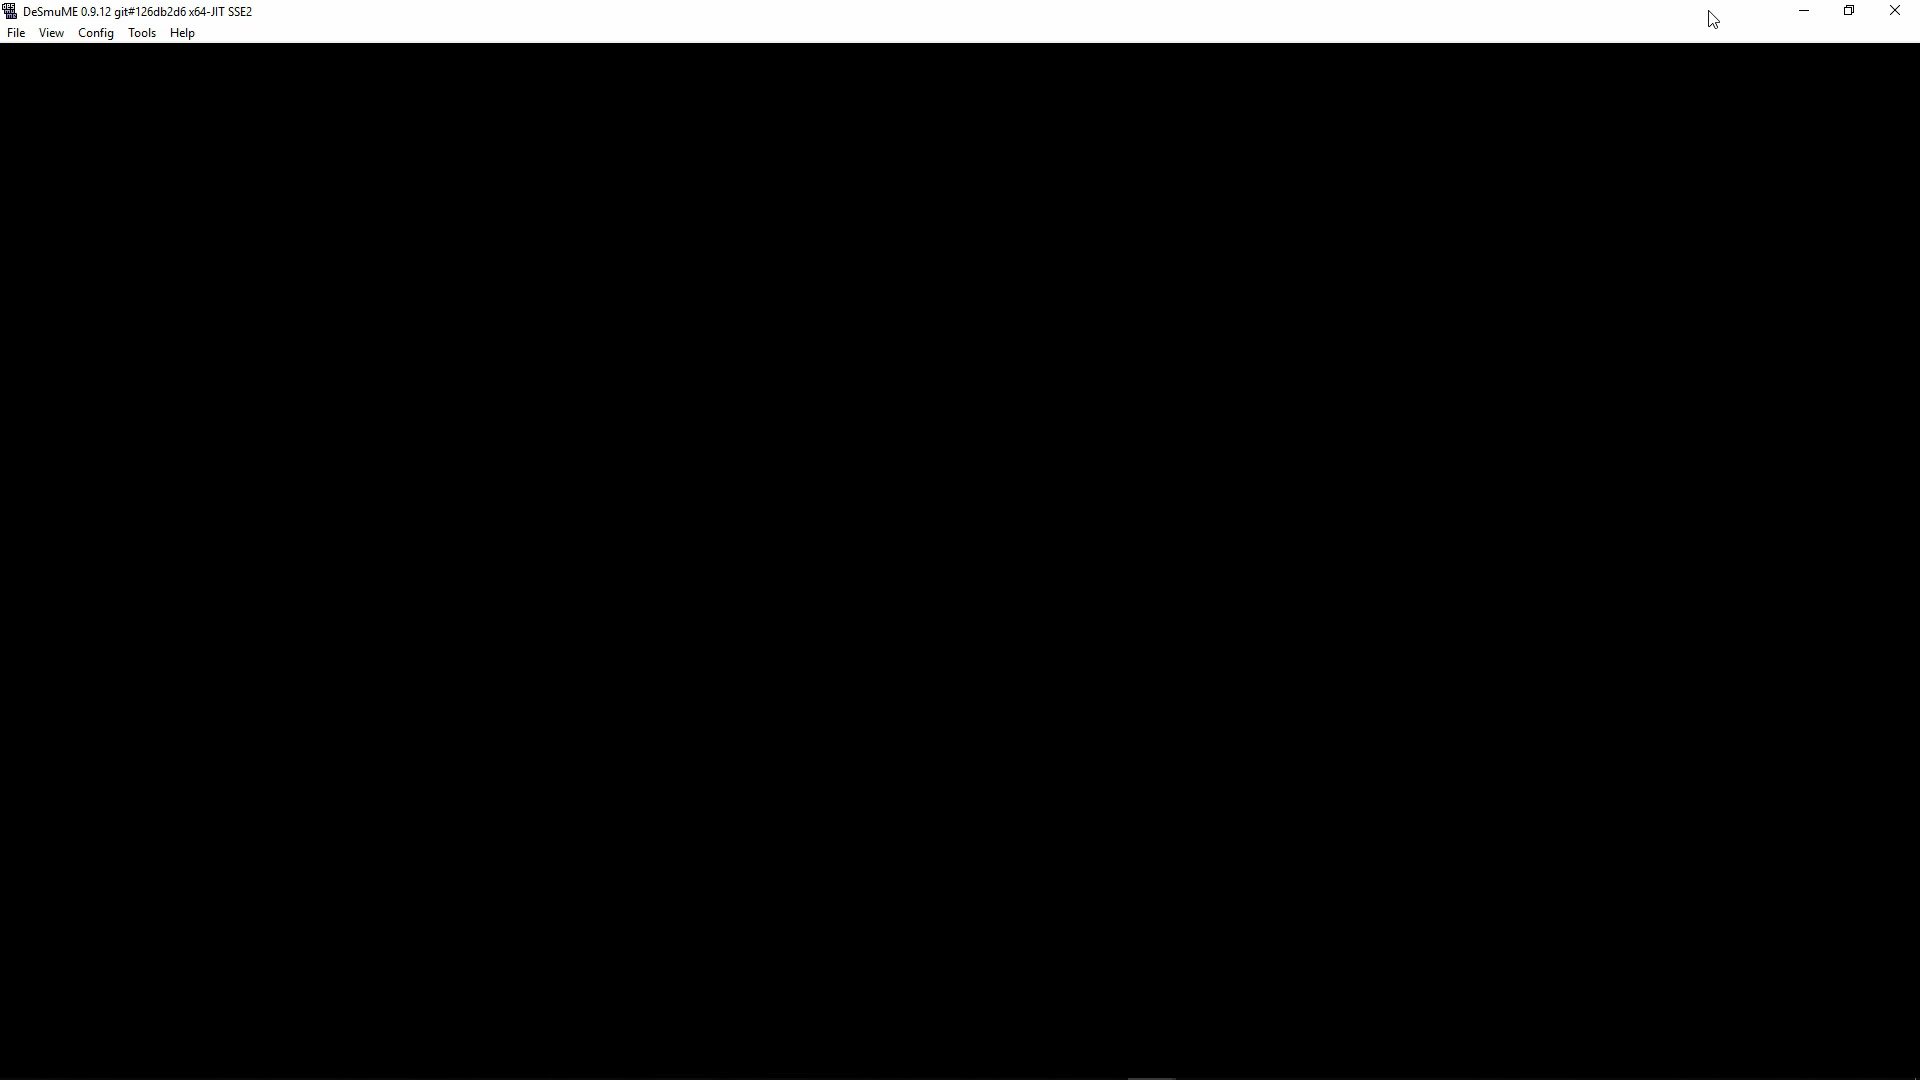 DeSmuME 0.9.12 git#126db2d6 x64-JIT SSE2
File View Config Tools Help